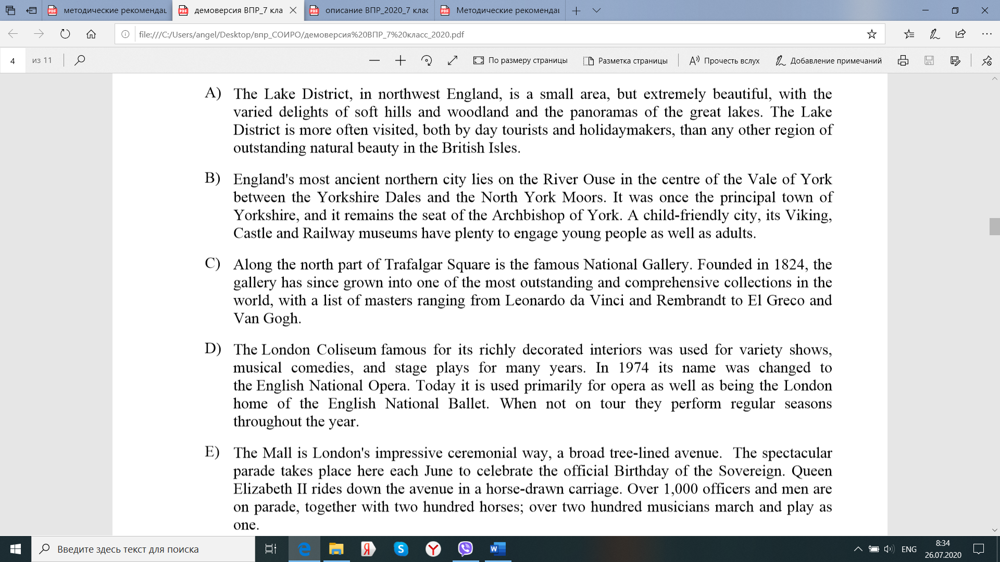 методические рекомендац
демоверсия ВПР_7 кла
описание ВПР_2020_7 клас
Методические рекомендац
file:///C:/Users/angel/Desktop/впр_СОИРО/демоверсия%20ВПР_7%20класс_2020.pdf
4 из 11
По размеру страницы
Разметка страницы
Прочесть вслух
Добавление примечаний
A) The Lake District, in northwest England, is a small area, but extremely beautiful, with the
varied delights of soft hills and woodland and the panoramas of the great lakes. The Lake
District is more often visited, both by day tourists and holidaymakers, than any other region of
outstanding natural beauty in the British Isles.
B) England's most ancient northern city lies on the River Ouse in the centre of the Vale of York
between the Yorkshire Dales and the North York Moors. It was once the principal town of
Yorkshire, and it remains the seat of the Archbishop of York. A child-friendly city, its Viking,
Castle and Railway museums have plenty to engage young people as well as adults.
C) Along the north part of Trafalgar Square is the famous National Gallery. Founded in 1824, the
gallery has since grown into one of the most outstanding and comprehensive collections in the
world, with a list of masters ranging from Leonardo da Vinci and Rembrandt to El Greco and
Van Gogh.
D) The London Coliseum famous for its richly decorated interiors was used for variety shows,
musical comedies, and stage plays for many years. In 1974 its name was changed to
the English National Opera. Today it is used primarily for opera as well as being the London
home of the English National Ballet. When not on tour they perform regular seasons
throughout the year.
E) The Mall is London's impressive ceremonial way, a broad tree-lined avenue. The spectacular
parade takes place here each June to celebrate the official Birthday of the Sovereign. Queen
Elizabeth II rides down the avenue in a horse-drawn carriage. Over 1,000 officers and men are
on parade, together with two hundred horses; over two hundred musicians march and play as
one.
Введите здесь текст для поиска
ENG
8:34
26.07.2020